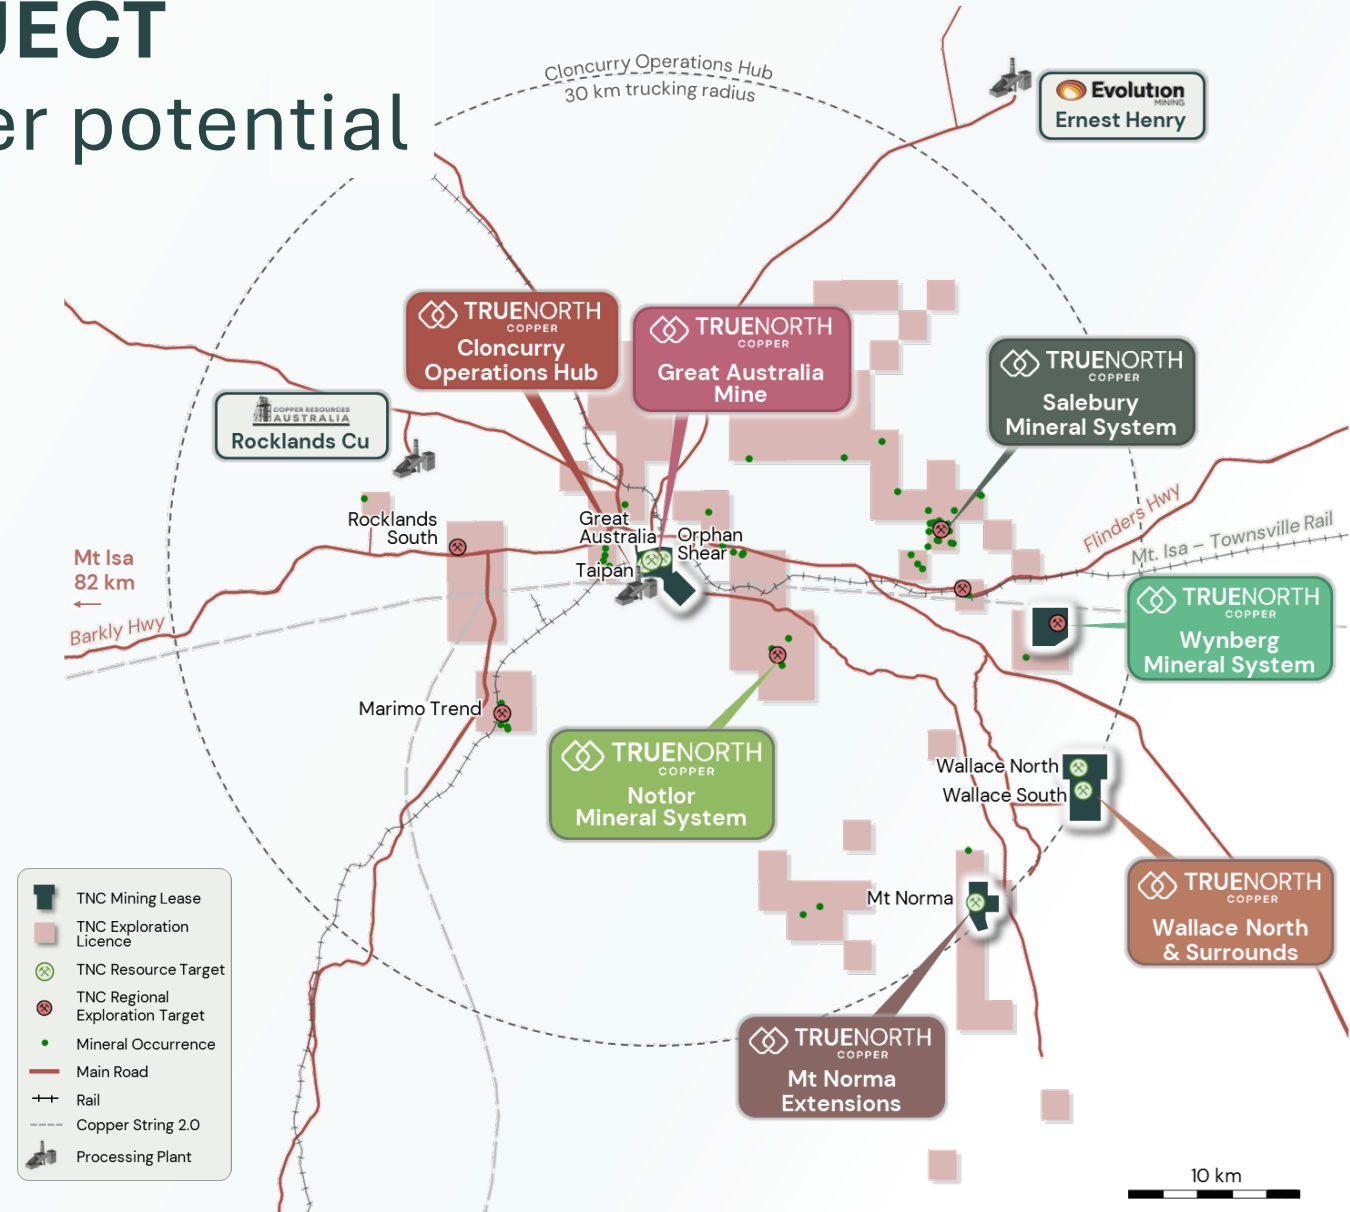 JECT
er potential
Cloncurry Operations Hub
30 km trucking radius
Evolution
MINING
Ernest Henry
TRUENORTH
COPPER
Cloncurry
Operations Hub
TRUENORTH
COPPER
Great Australia
Mine
TRUENORTH
COPPER
Salebury
Mineral System
COPPER RESOURCES
AUSTRALIA
Rocklands Cu
Rocklands
South
Great
Australia
Orphan
Shear
Taipan
Flinders Hwy
Mt. Isa – Townsville Rail
Mt Isa
82 km
Barkly Hwy
TRUENORTH
COPPER
Wynberg
Mineral System
Marimo Trend
TRUENORTH
COPPER
Notlor
Mineral System
Wallace North
Wallace South
TRUENORTH
COPPER
Wallace North
& Surrounds
Mt Norma
TRUENORTH
COPPER
Mt Norma
Extensions
TNC Mining Lease
TNC Exploration
Licence
TNC Resource Target
TNC Regional
Exploration Target
Mineral Occurrence
Main Road
Rail
Copper String 2.0
Processing Plant
10 km